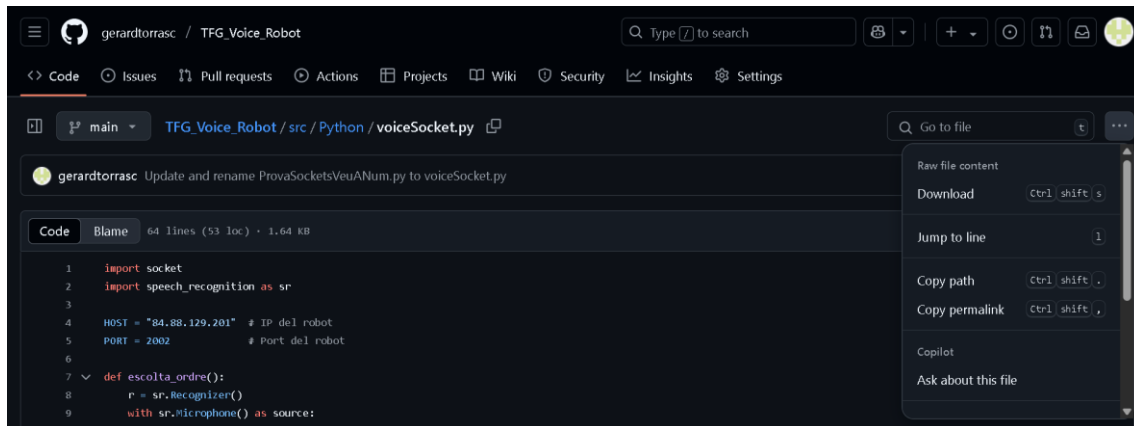 gerardtorrasc / TFG_Voice_Robot
Type / to search
Code Issues Pull requests Actions Projects Wiki Security Insights Settings
main TFG_Voice_Robot / src / Python / voiceSocket.py
Go to file t
gerardtorrasc Update and rename ProvaSocketsVeuANum.py to voiceSocket.py
Code Blame 64 lines (53 loc) · 1.64 KB
1 import socket
2 import speech_recognition as sr
3
4 HOST = "84.88.129.201" # IP del robot
5 PORT = 2002 # Port del robot
6
7 def escolta_ordre():
8 r = sr.Recognizer()
9 with sr.Microphone() as source:
Raw file content
Download Ctrl shift s
Jump to line l
Copy path Ctrl shift .
Copy permalink Ctrl shift ,
Copilot
Ask about this file